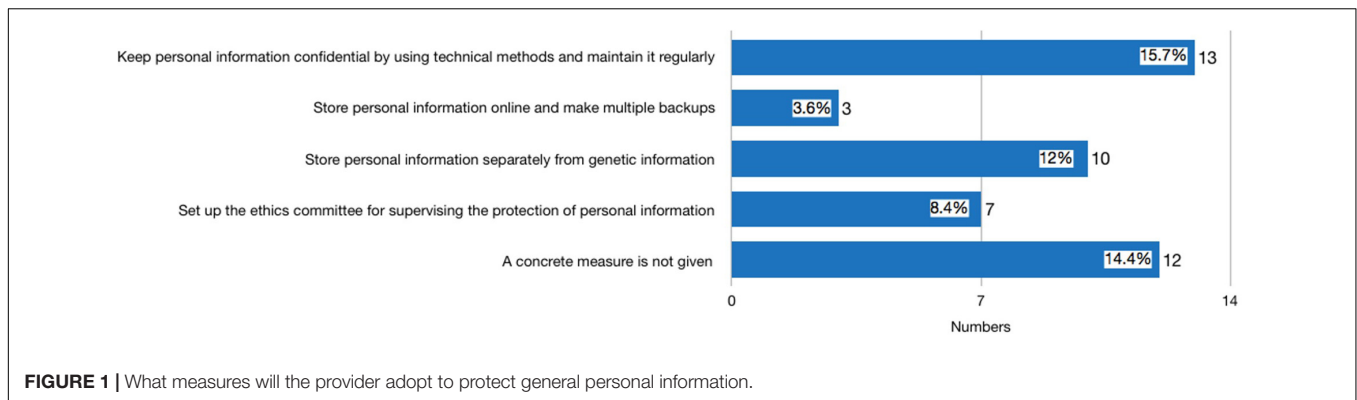 Keep personal information confidential by using technical methods and maintain it regularly
15.7% 13
Store personal information online and make multiple backups
3.6% 3
Store personal information separately from genetic information
12% 10
Set up the ethics committee for supervising the protection of personal information
8.4% 7
A concrete measure is not given
14.4% 12
0 7 14
Numbers
FIGURE 1 | What measures will the provider adopt to protect general personal information.